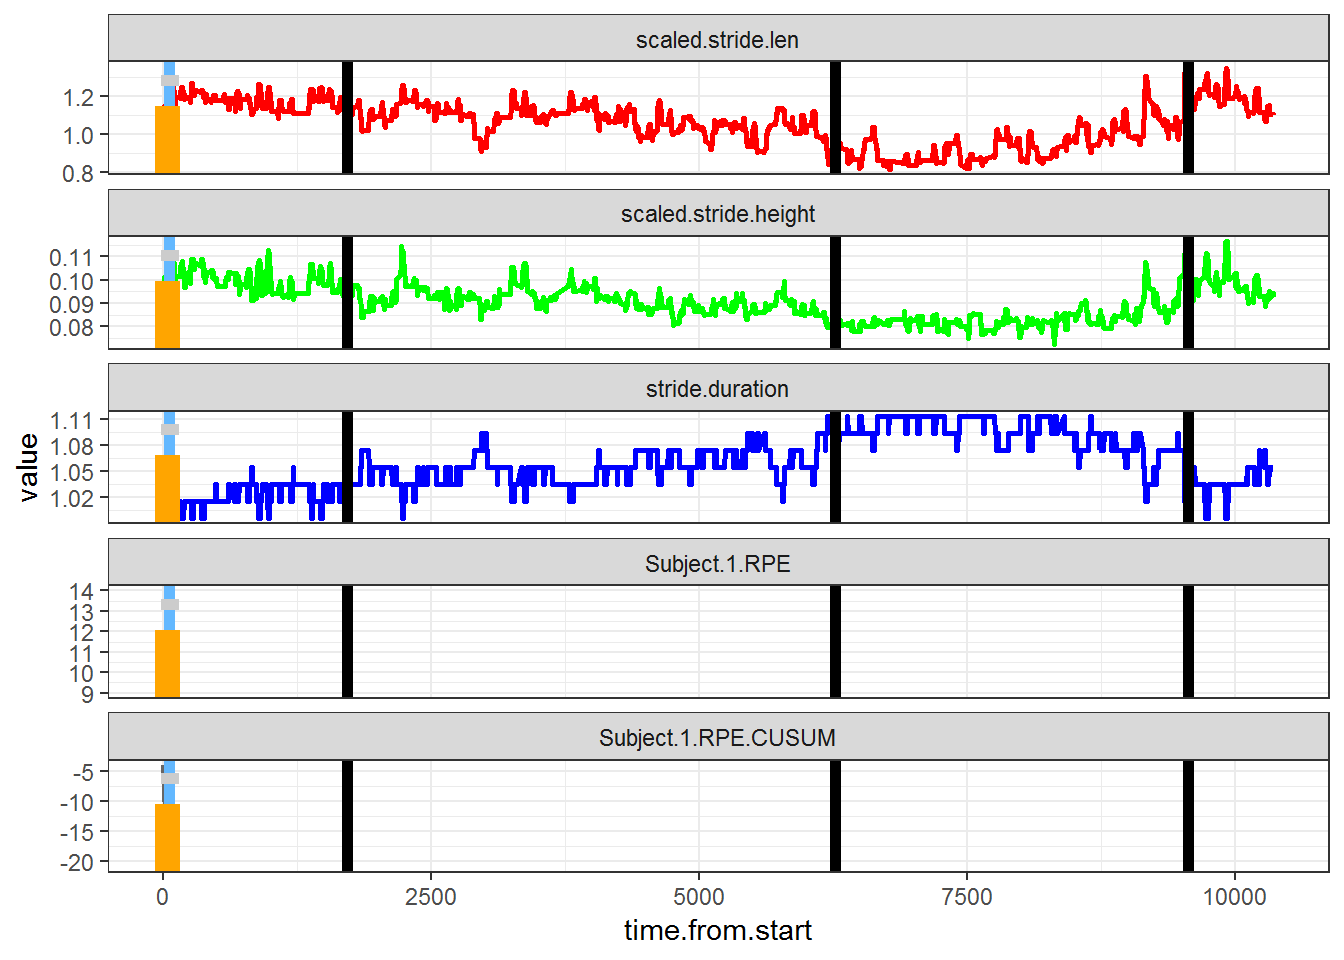 scaled.stride.len
1.2
1.0
0.8
scaled.stride.height
0.11
0.10
0.09
0.08
stride.duration
1.11
1.08
1.05
1.02
value
Subject.1.RPE
14
13
12
11
10
9
Subject.1.RPE.CUSUM
-5
-10
-15
-20
0 2500 5000 7500 10000
time.from.start